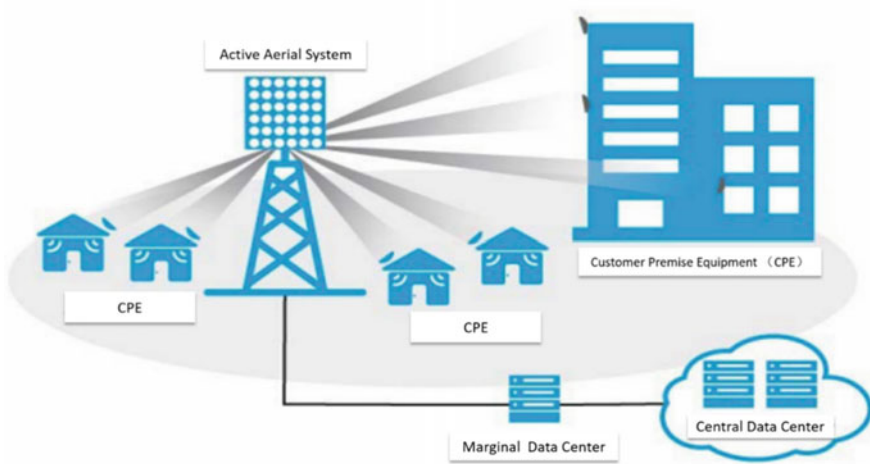 Active Aerial System
Customer Premise Equipment （CPE）
CPE
CPE
Central Data Center
Marginal Data Center